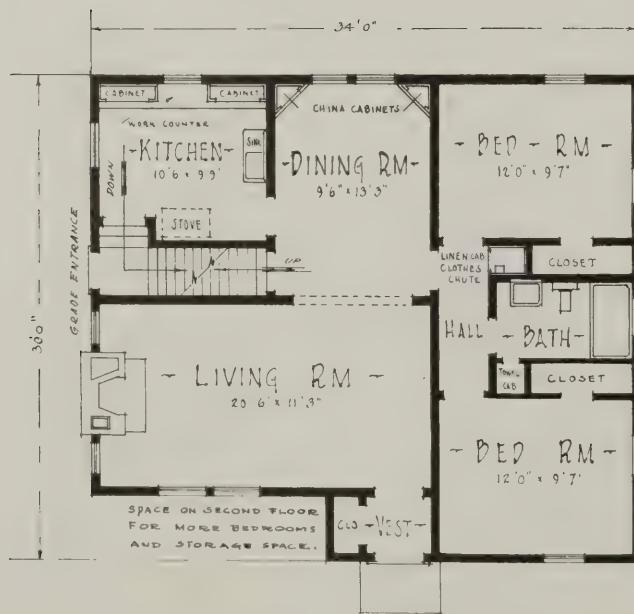 34'0"
CABINET
CABINET
CHINA CABINETS
WORK COUNTER
SINK
-KITCHEN-
10'6 x 9'9"
-DINING RM-
9'6" x 13'3"
- BED - RM -
12'0" x 9'7"
DOWN
STOVE
UP
GRADE ENTRANCE
LINEN CAB
CLOTHES
CHUTE
CLOSET
30'0"
HALL
- BATH -
- LIVING RM -
20'6" x 11'3"
TOWEL
CAB
CLOSET
- BED RM -
12'0" x 9'7"
SPACE ON SECOND FLOOR
FOR MORE BEDROOMS
AND STORAGE SPACE.
CLO
-VEST-